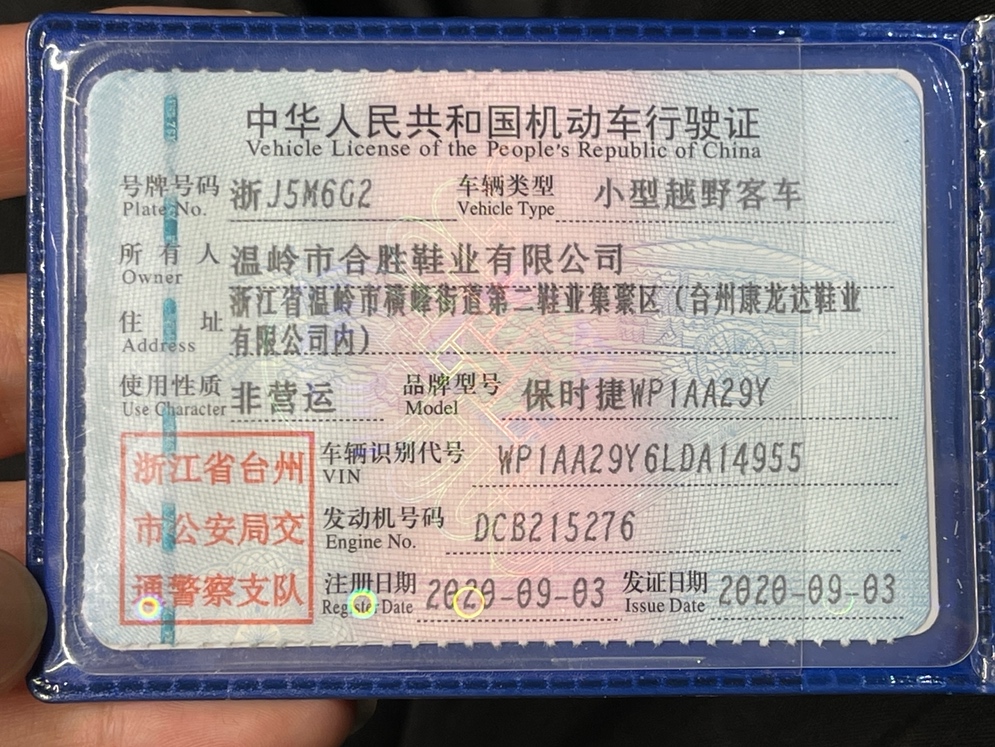 中华人民共和国机动车行驶证
Vehicle License of the People's Republic of China
号牌号码 浙J5M6G2 车辆类型 小型越野客车
Plate No. Vehicle Type
所有人 温岭市合胜鞋业有限公司
Owner
浙江省温岭市横峰街道第二鞋业集聚区（台州康龙达鞋业
住址 有限公司内）
Address
使用性质 非营运 品牌型号 保时捷WP1AA29Y
Use Character Model
浙江省台州 车辆识别代号 WP1AA29Y6LDA14955
VIN
市公安局交 发动机号码 DCB215276
Engine No.
通警察支队 注册日期 2020-09-03 发证日期 2020-09-03
Register Date Issue Date